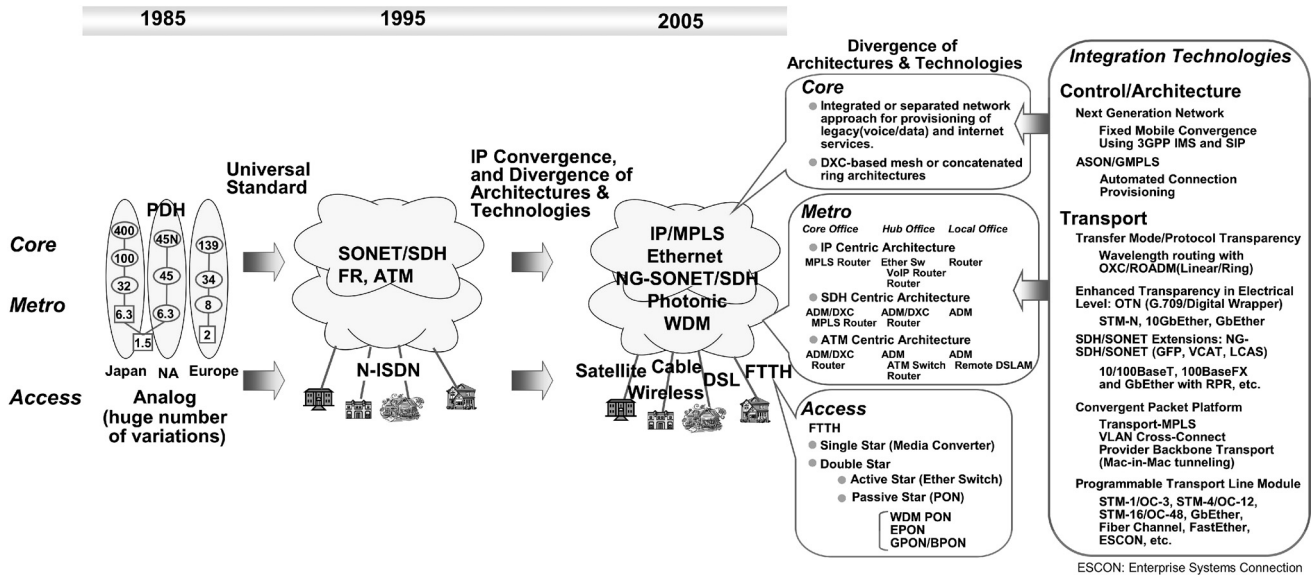 1985
1995
2005
Core
Metro
Access
PDH
400
100
32
6.3
45N
45
6.3
1.5
139
34
8
2
Japan
NA
Europe
Analog
(huge number
of variations)
Universal
Standard
SONET/SDH
FR, ATM
N-ISDN
IP Convergence,
and Divergence of
Architectures &
Technologies
IP/MPLS
Ethernet
NG-SONET/SDH
Photonic
WDM
Satellite
Cable
Wireless
DSL
FTTH
Divergence of
Architectures & Technologies
Core
Integrated or separated network
approach for provisioning of
legacy(voice/data) and internet
services.
DXC-based mesh or concatenated
ring architectures
Metro
Core Office Hub Office Local Office
IP Centric Architecture
MPLS Router Ether Sw Router
VoIP Router
Router
SDH Centric Architecture
ADM/DXC ADM/DXC ADM
MPLS Router Router
ATM Centric Architecture
ADM/DXC ADM ADM
Router ATM Switch Remote DSLAM
Router
Access
FTTH
Single Star (Media Converter)
Double Star
Active Star (Ether Switch)
Passive Star (PON)
WDM PON
EPON
GPON/BPON
Integration Technologies
Control/Architecture
Next Generation Network
Fixed Mobile Convergence
Using 3GPP IMS and SIP
ASON/GMPLS
Automated Connection
Provisioning
Transport
Transfer Mode/Protocol Transparency
Wavelength routing with
OXC/ROADM(Linear/Ring)
Enhanced Transparency in Electrical
Level: OTN (G.709/Digital Wrapper)
STM-N, 10GbEther, GbEther
SDH/SONET Extensions: NG-
SDH/SONET (GFP, VCAT, LCAS)
10/100BaseT, 100BaseFX
and GbEther with RPR, etc.
Convergent Packet Platform
Transport-MPLS
VLAN Cross-Connect
Provider Backbone Transport
(Mac-in-Mac tunneling)
Programmable Transport Line Module
STM-1/OC-3, STM-4/OC-12,
STM-16/OC-48, GbEther,
Fiber Channel, FastEther,
ESCON, etc.
ESCON: Enterprise Systems Connection